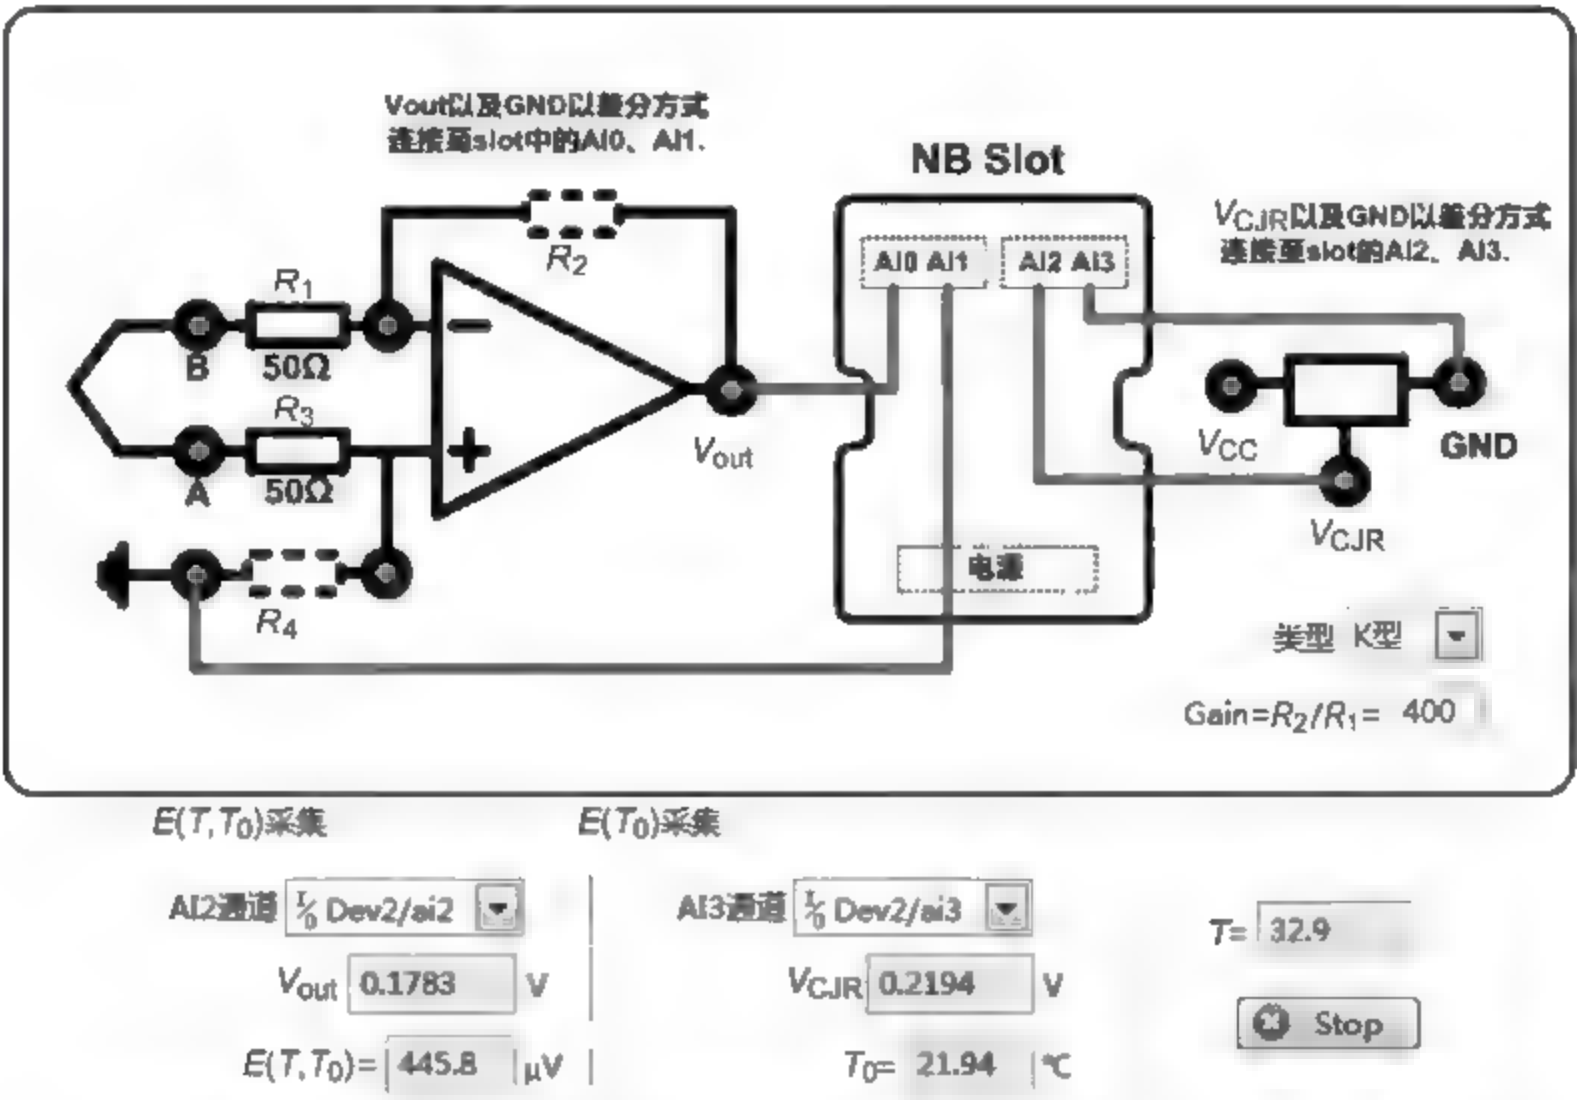 Vout以及GND以差分方式
连接至slot中的AI0、AI1.
NB Slot
VCJR以及GND以差分方式
连接至slot的AI2、AI3.
R2
AI0 AI1
AI2 AI3
R1
B
50Ω
R3
A
50Ω
−
+
Vout
VCC
GND
VCJR
R4
电源
类型 K型
Gain=R2/R1= 400
E(T,T0)采集
E(T0)采集
AI2通道 I/0 Dev2/ai2
AI3通道 I/0 Dev2/ai3
T= 32.9
Vout 0.1783 V
VCJR 0.2194 V
Stop
E(T,T0)= 445.8 μV
T0= 21.94 ℃